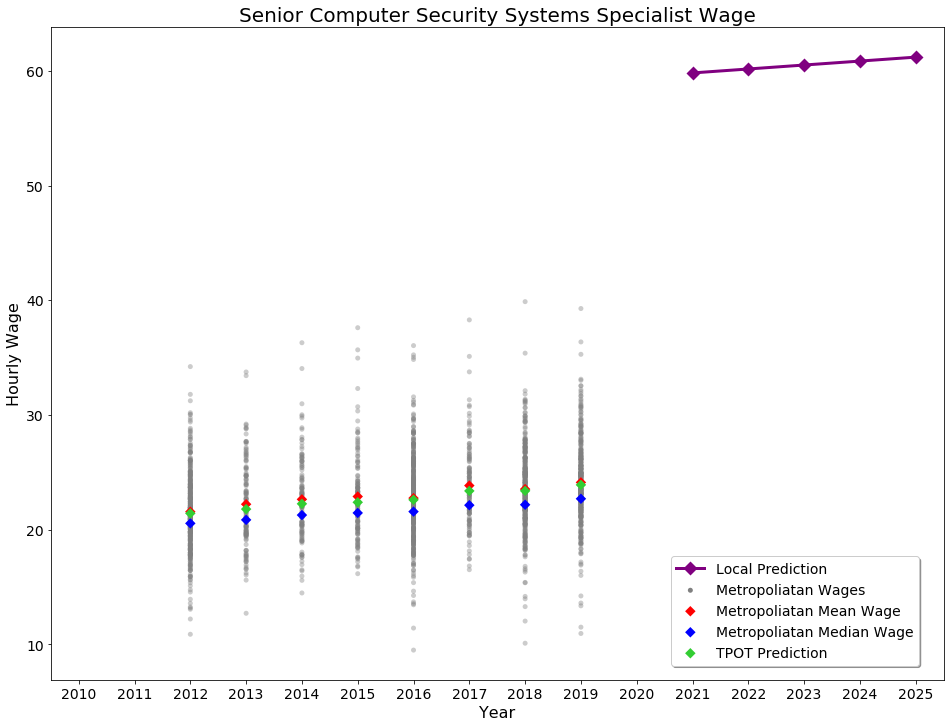 Senior Computer Security Systems Specialist Wage
Hourly Wage
60
50
40
30
20
10
Local Prediction
Metropoliatan Wages
Metropoliatan Mean Wage
Metropoliatan Median Wage
TPOT Prediction
2010 2011 2012 2013 2014 2015 2016 2017 2018 2019 2020 2021 2022 2023 2024 2025
Year